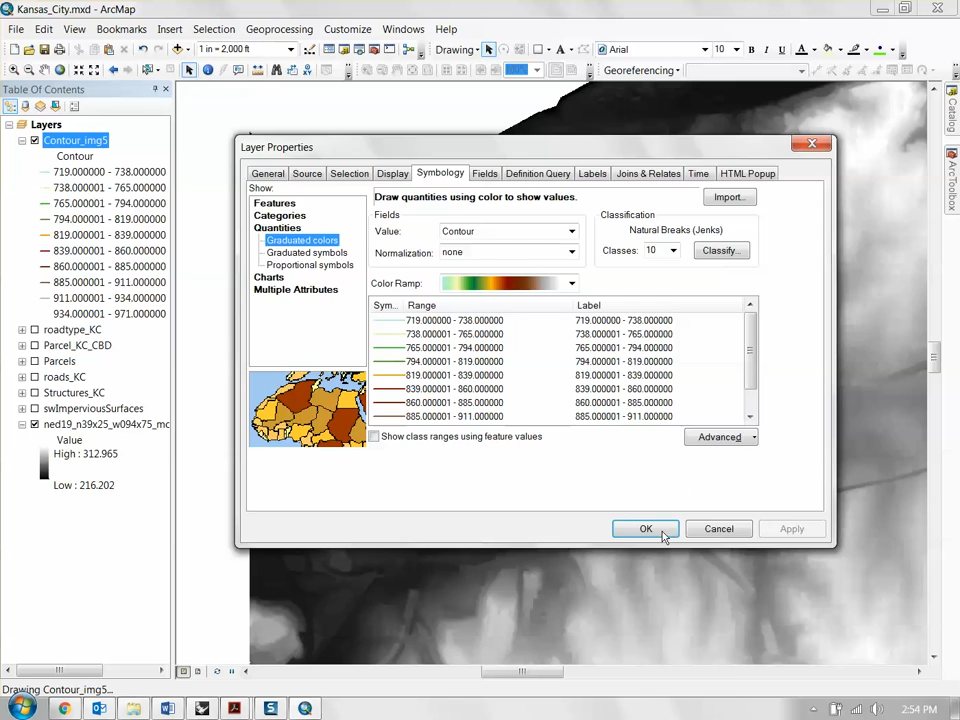 Kansas_City.mxd - ArcMap
File Edit View Bookmarks Insert Selection Geoprocessing Customize Windows Help
1 in = 2,000 ft Drawing Arial 10 B I U A
Georeferencing
Table Of Contents
Layers
Contour_img5
Contour
719.000000 - 738.000000
738.000001 - 765.000000
765.000001 - 794.000000
794.000001 - 819.000000
819.000001 - 839.000000
839.000001 - 860.000000
860.000001 - 885.000000
885.000001 - 911.000000
911.000001 - 934.000000
934.000001 - 971.000000
roadtype_KC
Parcel_KC_CBD
Parcels
roads_KC
Structures_KC
swImperviousSurfaces
ned19_n39x25_w094x75_mc
Value
High : 312.965
Low : 216.202
Layer Properties
General Source Selection Display Symbology Fields Definition Query Labels Joins & Relates Time HTML Popup
Show:
Features
Categories
Quantities
Graduated colors
Graduated symbols
Proportional symbols
Charts
Multiple Attributes
Draw quantities using color to show values.
Import...
Fields
Value: Contour
Normalization: none
Classification
Natural Breaks (Jenks)
Classes: 10 Classify...
Color Ramp:
Sym... Range Label
719.000000 - 738.000000 719.000000 - 738.000000
738.000001 - 765.000000 738.000001 - 765.000000
765.000001 - 794.000000 765.000001 - 794.000000
794.000001 - 819.000000 794.000001 - 819.000000
819.000001 - 839.000000 819.000001 - 839.000000
839.000001 - 860.000000 839.000001 - 860.000000
860.000001 - 885.000000 860.000001 - 885.000000
885.000001 - 911.000000 885.000001 - 911.000000
Show class ranges using feature values
Advanced
OK Cancel Apply
Catalog
ArcToolbox
Drawing Contour_img5...
2:54 PM